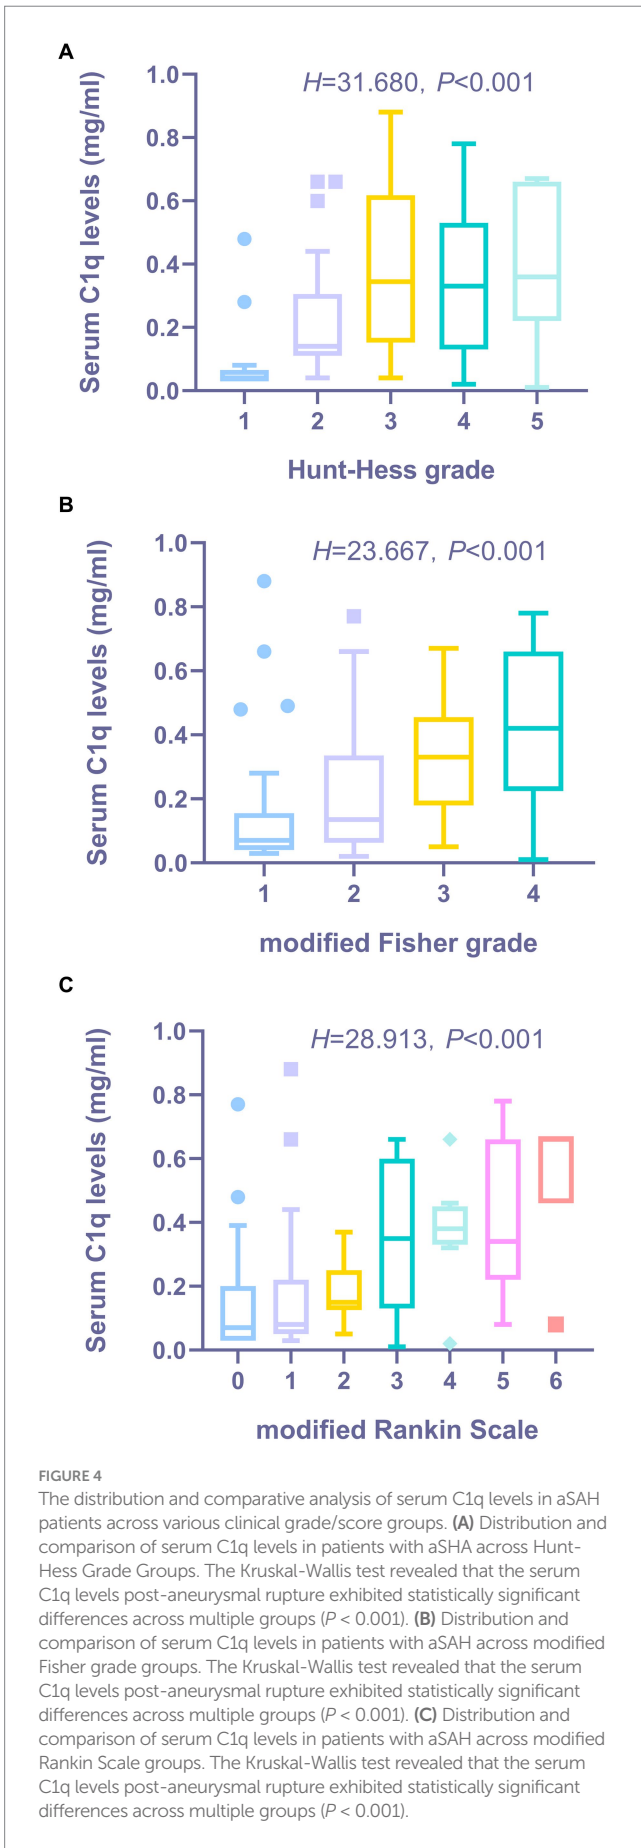 A
H=31.680, P<0.001
Serum C1q levels (mg/ml)
1.0
0.8
0.6
0.4
0.2
0.0
1 2 3 4 5
Hunt-Hess grade
B
H=23.667, P<0.001
Serum C1q levels (mg/ml)
1.0
0.8
0.6
0.4
0.2
0.0
1 2 3 4
modified Fisher grade
C
H=28.913, P<0.001
Serum C1q levels (mg/ml)
1.0
0.8
0.6
0.4
0.2
0.0
0 1 2 3 4 5 6
modified Rankin Scale
FIGURE 4
The distribution and comparative analysis of serum C1q levels in aSAH
patients across various clinical grade/score groups. (A) Distribution and
comparison of serum C1q levels in patients with aSHA across Hunt-
Hess Grade Groups. The Kruskal-Wallis test revealed that the serum
C1q levels post-aneurysmal rupture exhibited statistically significant
differences across multiple groups (P < 0.001). (B) Distribution and
comparison of serum C1q levels in patients with aSAH across modified
Fisher grade groups. The Kruskal-Wallis test revealed that the serum
C1q levels post-aneurysmal rupture exhibited statistically significant
differences across multiple groups (P < 0.001). (C) Distribution and
comparison of serum C1q levels in patients with aSAH across modified
Rankin Scale groups. The Kruskal-Wallis test revealed that the serum
C1q levels post-aneurysmal rupture exhibited statistically significant
differences across multiple groups (P < 0.001).